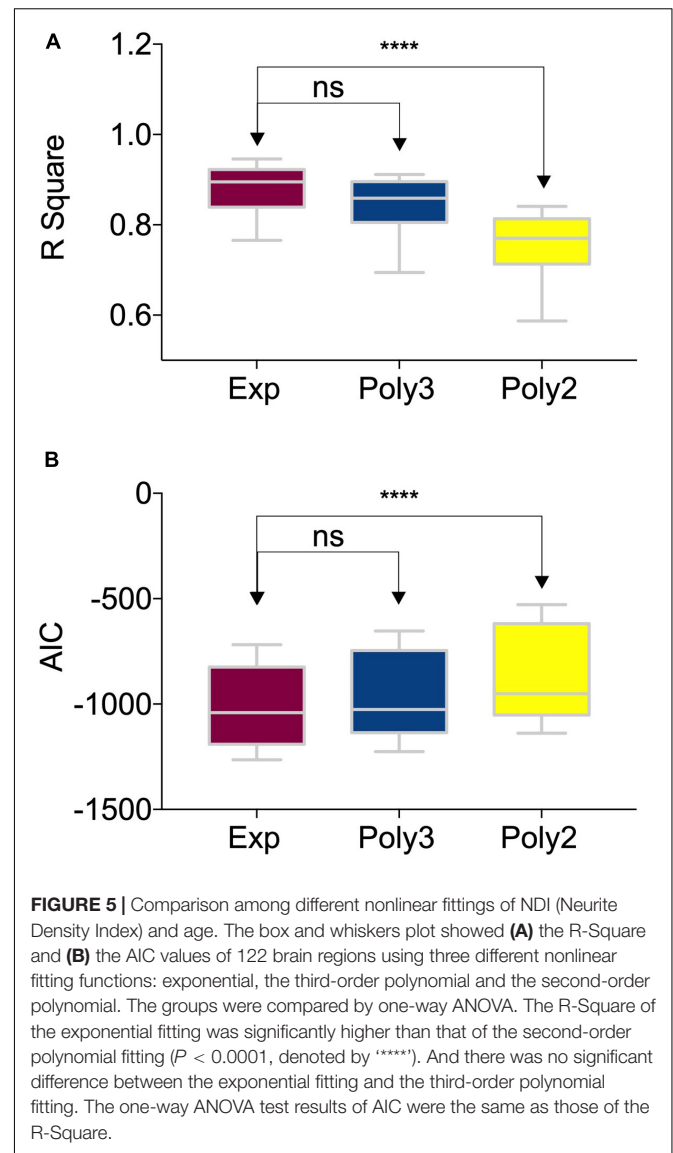 A
1.2
****
ns
1.0
0.8
0.6
R Square
Exp Poly3 Poly2
B
0
****
ns
-500
-1000
-1500
AIC
Exp Poly3 Poly2
FIGURE 5 | Comparison among different nonlinear fittings of NDI (Neurite
Density Index) and age. The box and whiskers plot showed (A) the R-Square
and (B) the AIC values of 122 brain regions using three different nonlinear
fitting functions: exponential, the third-order polynomial and the second-order
polynomial. The groups were compared by one-way ANOVA. The R-Square of
the exponential fitting was significantly higher than that of the second-order
polynomial fitting (P < 0.0001, denoted by ‘****’). And there was no significant
difference between the exponential fitting and the third-order polynomial
fitting. The one-way ANOVA test results of AIC were the same as those of the
R-Square.